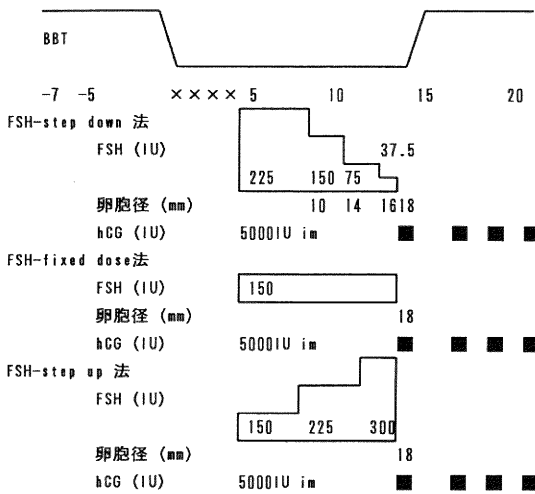 BBT
-7 -5 ×××× 5 10 15 20
FSH-step down 法
FSH (IU) 37.5
225 150 75
卵胞径 (mm) 10 14 1618
hCG (IU) 5000IU im
FSH-fixed dose法
FSH (IU) 150
卵胞径 (mm) 18
hCG (IU) 5000IU im
FSH-step up 法
FSH (IU)
150 225 300
卵胞径 (mm) 18
hCG (IU) 5000IU im